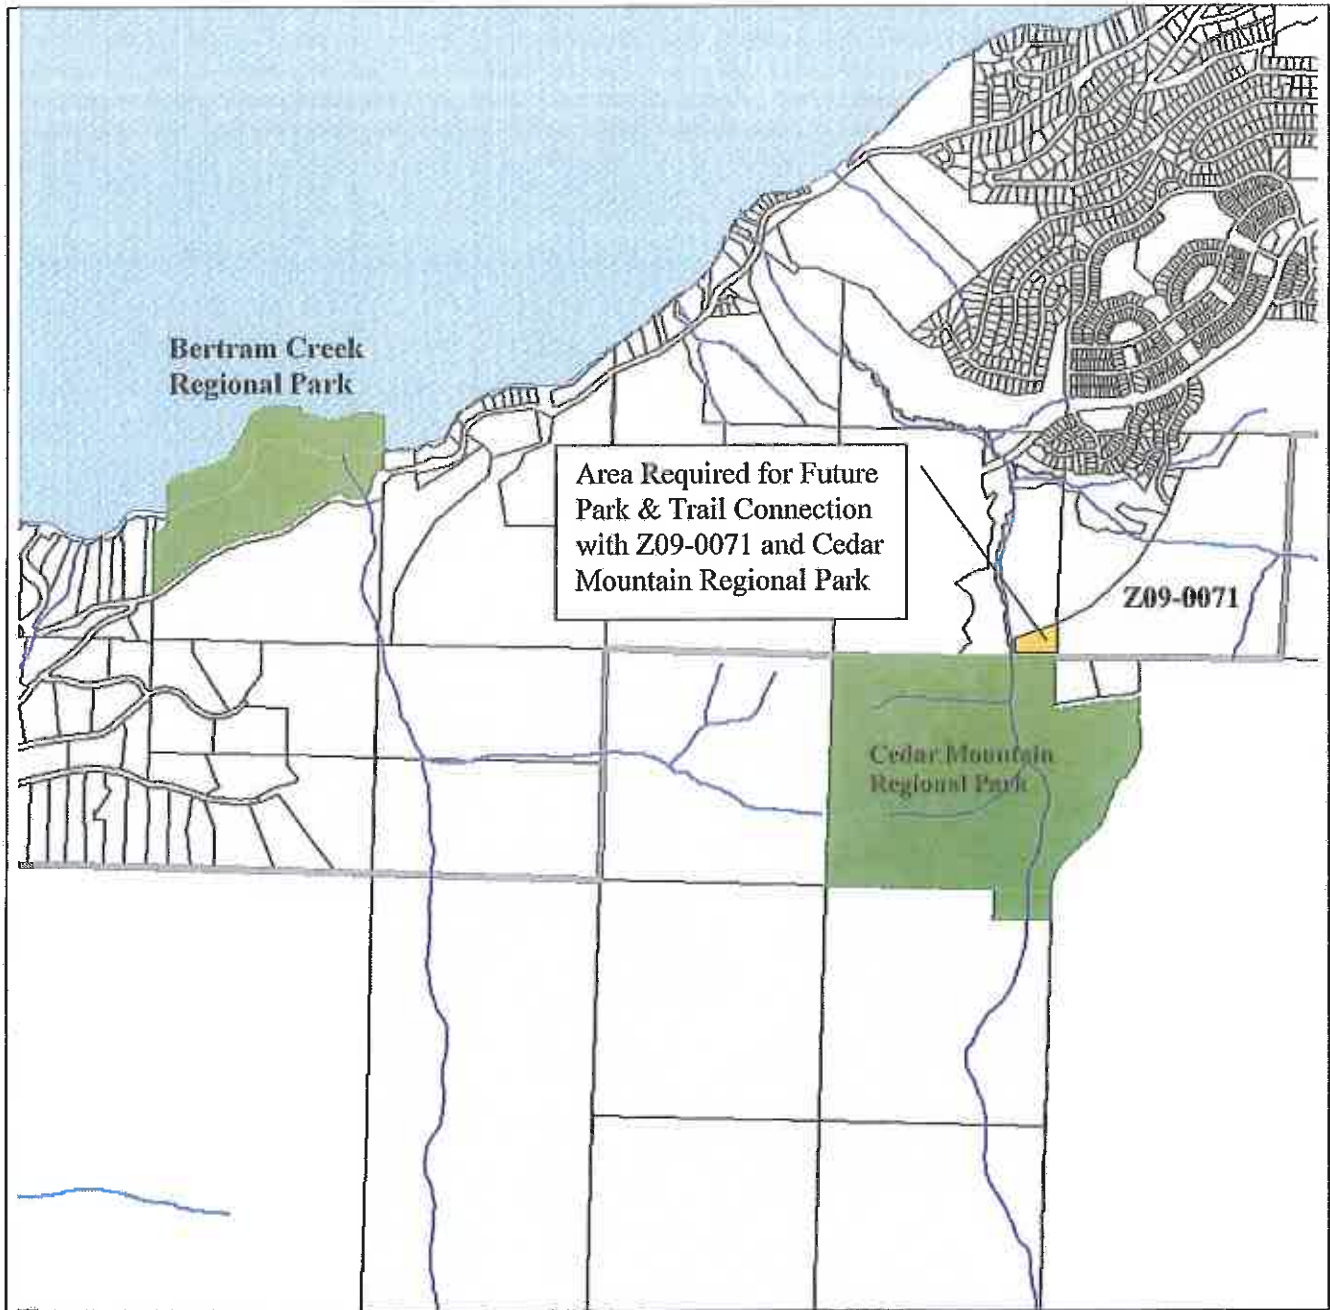 Bertram Creek
Regional Park
Area Required for Future
Park & Trail Connection
with Z09-0071 and Cedar
Mountain Regional Park
Z09-0071
Cedar Mountain
Regional Park